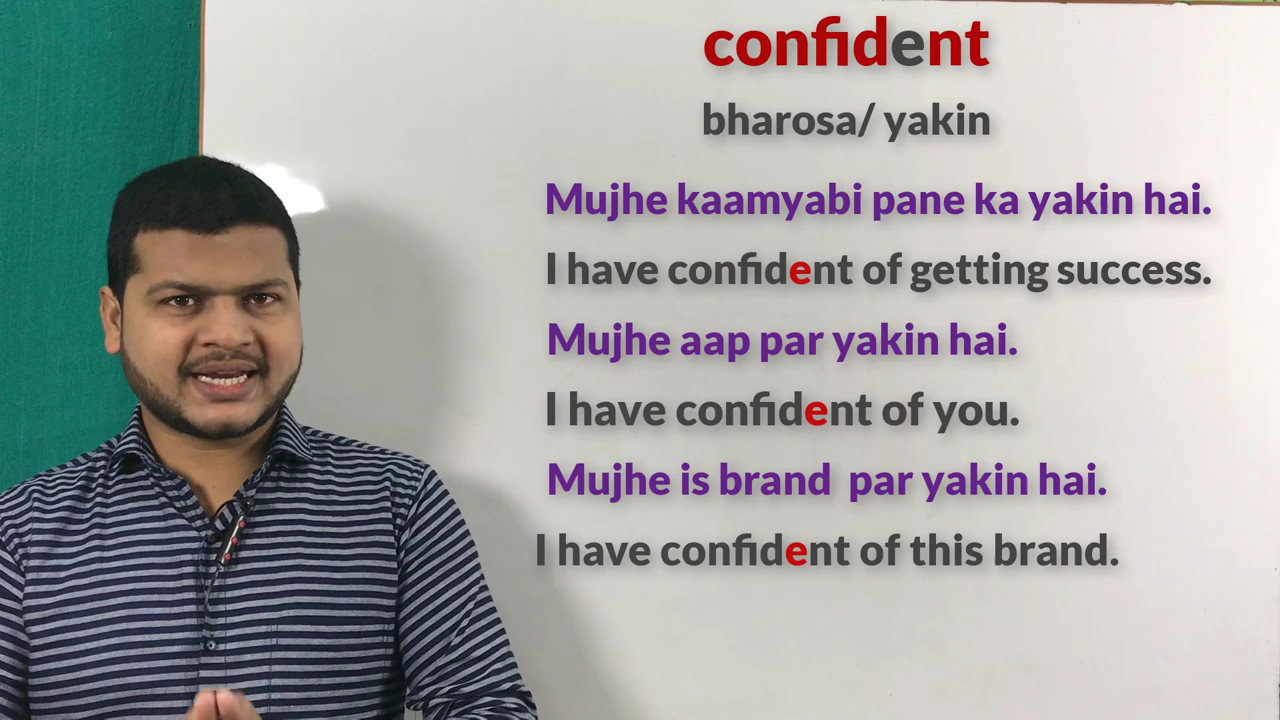 confident
bharosa/ yakin
Mujhe kaamyabi pane ka yakin hai.
I have confident of getting success.
Mujhe aap par yakin hai.
I have confident of you.
Mujhe is brand par yakin hai.
I have confident of this brand.